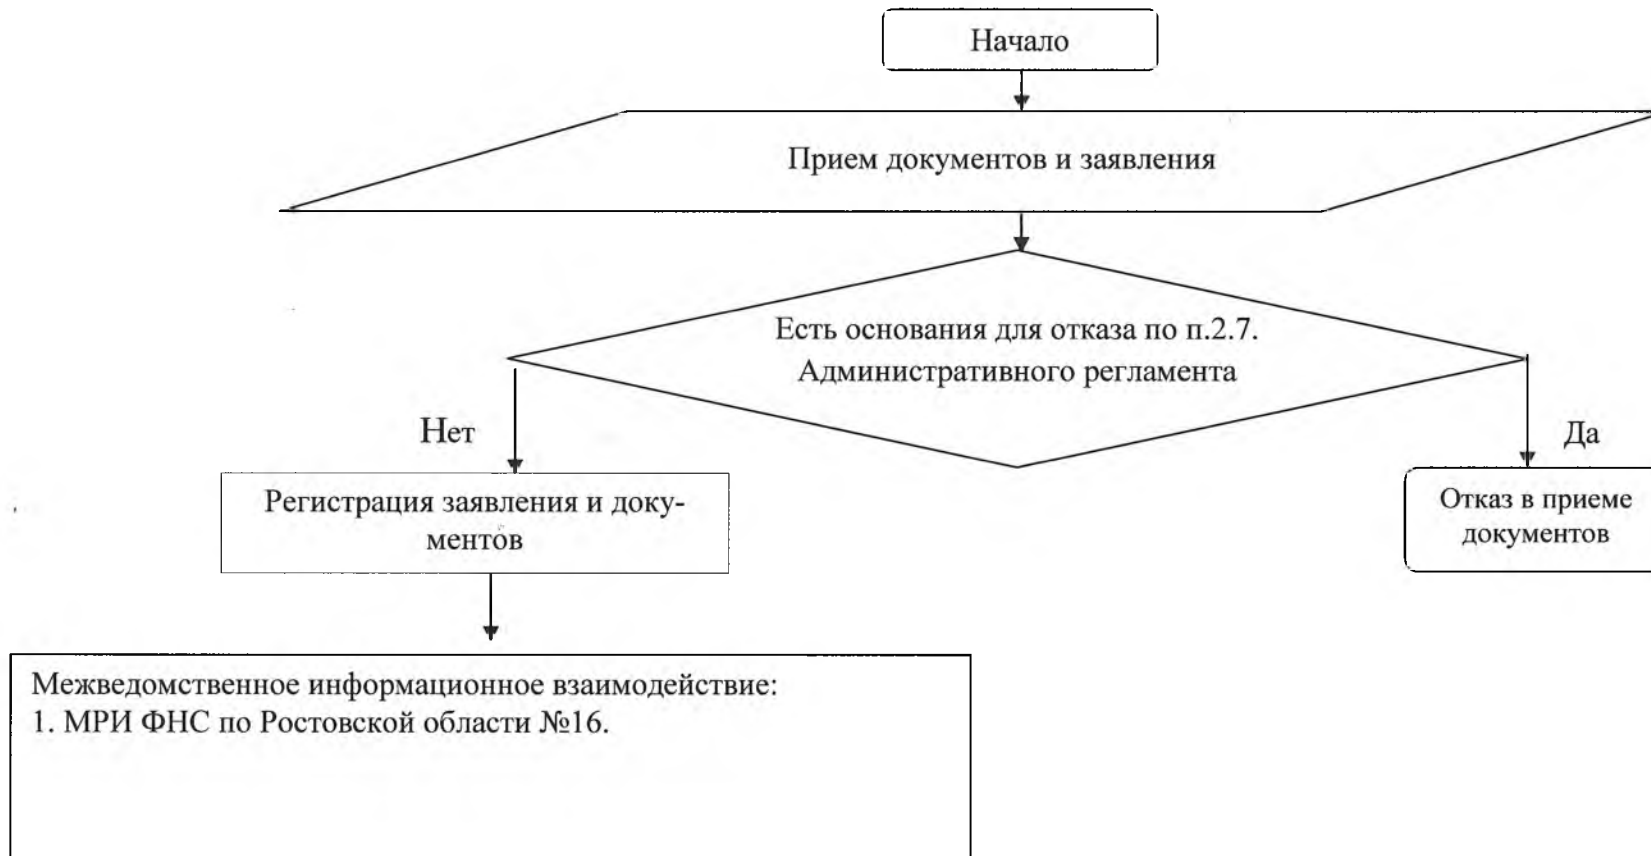 Начало
Прием документов и заявления
Есть основания для отказа по п.2.7.
Административного регламента
Нет
Да
Регистрация заявления и доку-
ментов
Отказ в приеме
документов
Межведомственное информационное взаимодействие:
1. МРИ ФНС по Ростовской области №16.